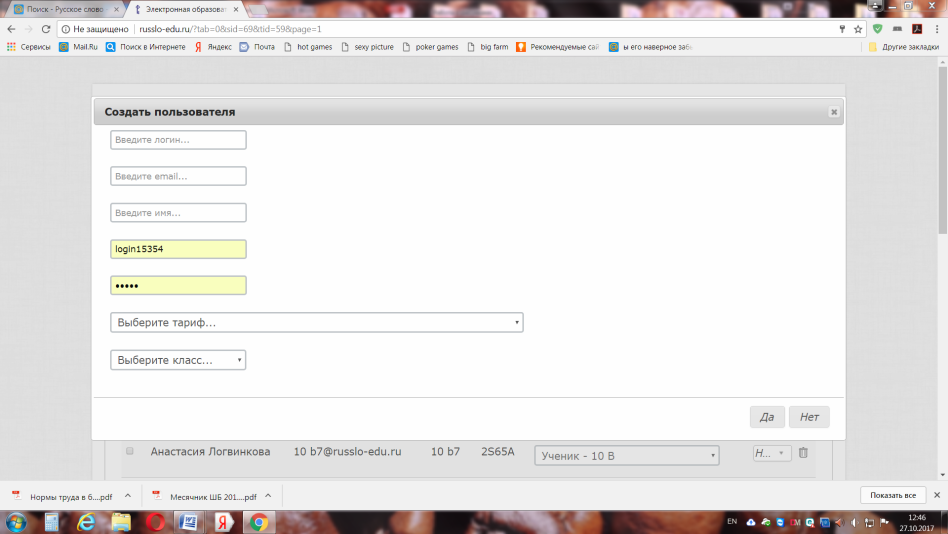 Поиск - Русское слово
Электронная образоват
Не защищено russlo-edu.ru/?tab=0&sid=69&tid=59&page=1
Сервисы Mail.Ru Поиск в Интернете Яндекс Почта hot games sexy picture poker games big farm Рекомендуемые сай ы его наверное заб Другие закладки
Создать пользователя
Введите логин...
Введите email...
Введите имя...
login15354
•••••
Выберите тариф...
Выберите класс...
Да Нет
Анастасия Логвинкова 10 b7@russlo-edu.ru 10 b7 2S65A Ученик - 10 В Н...
Нормы труда в б....pdf Месячник ШБ 201....pdf Показать все
EN 12:46
27.10.2017